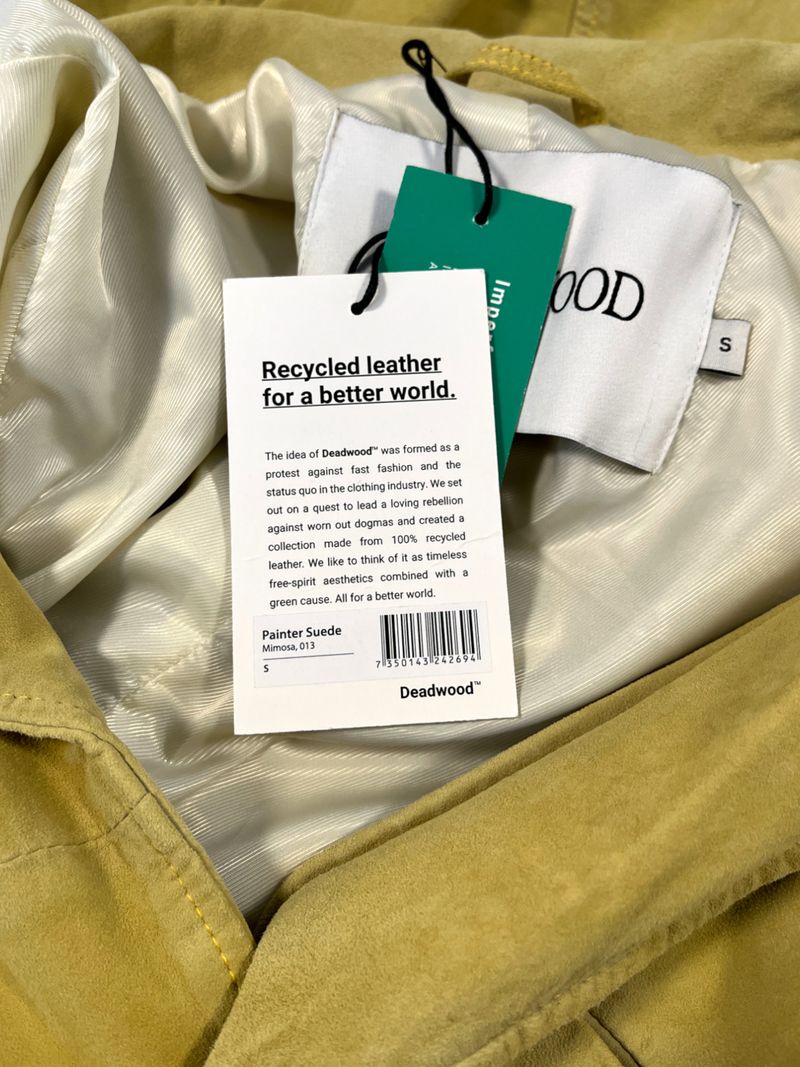 OOD
S
Recycled leather
for a better world.
The idea of Deadwood™ was formed as a
protest against fast fashion and the
status quo in the clothing industry. We set
out on a quest to lead a loving rebellion
against worn out dogmas and created a
collection made from 100% recycled
leather. We like to think of it as timeless
free-spirit aesthetics combined with a
green cause. All for a better world.
Painter Suede
Mimosa, 013
S
7 350143 242694
Deadwood™